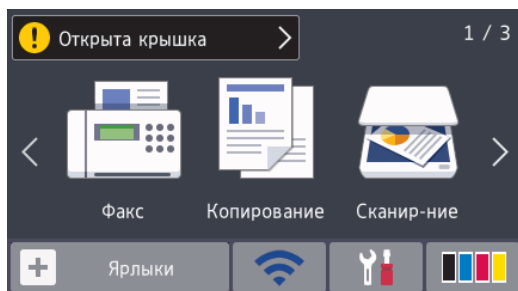 Открыта крышка
1 / 3
Факс
Копирование
Сканир-ние
Ярлыки